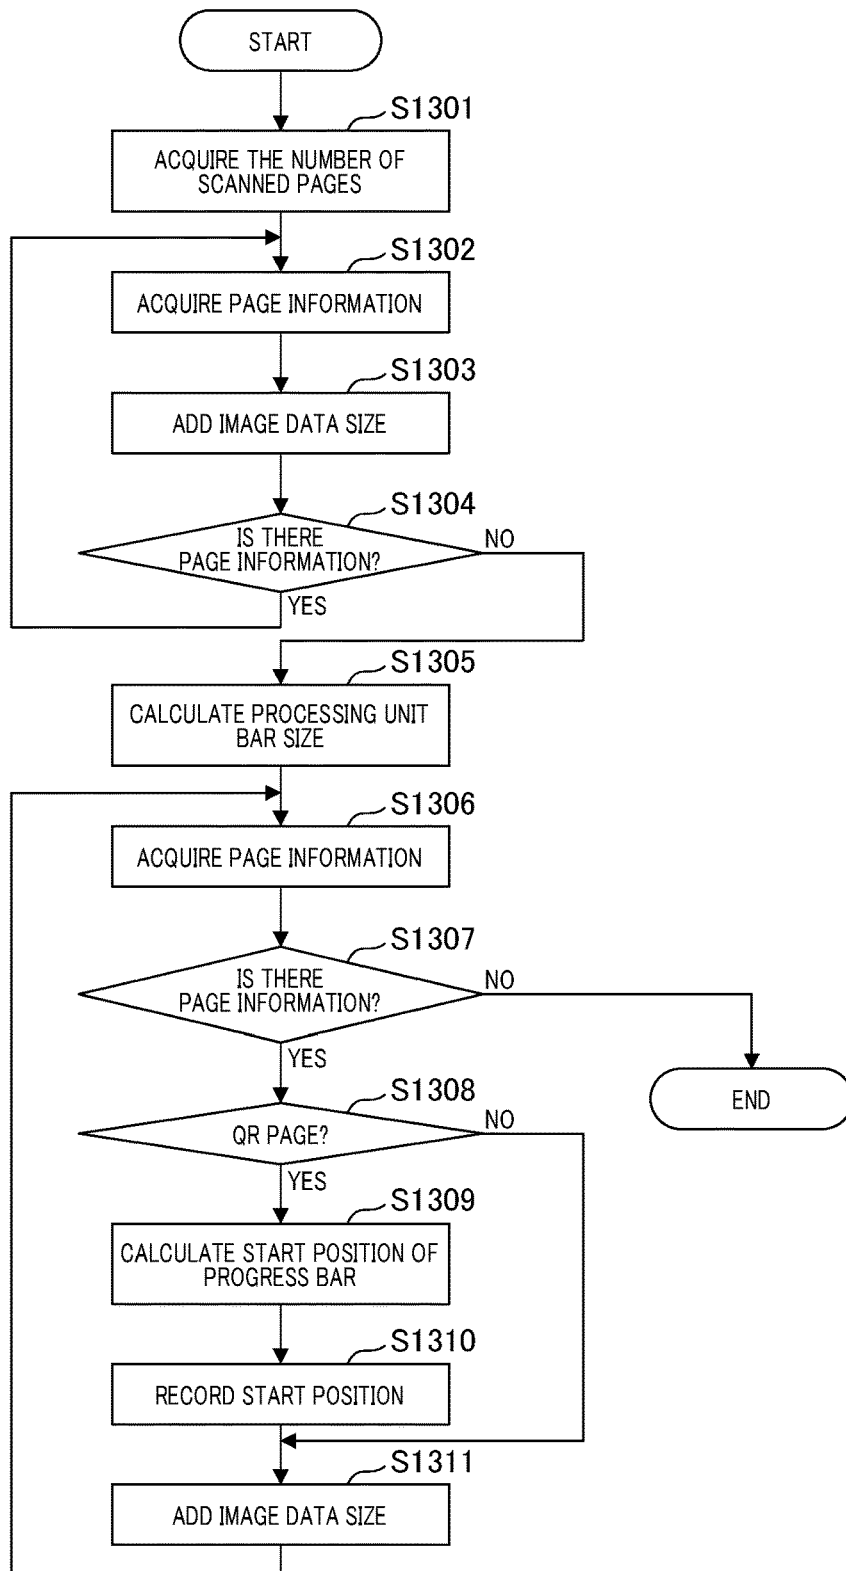 START
S1301
ACQUIRE THE NUMBER OF
SCANNED PAGES
S1302
ACQUIRE PAGE INFORMATION
S1303
ADD IMAGE DATA SIZE
S1304
IS THERE
PAGE INFORMATION?
NO
YES
S1305
CALCULATE PROCESSING UNIT
BAR SIZE
S1306
ACQUIRE PAGE INFORMATION
S1307
IS THERE
PAGE INFORMATION?
NO
YES
END
S1308
QR PAGE?
NO
YES
S1309
CALCULATE START POSITION OF
PROGRESS BAR
S1310
RECORD START POSITION
S1311
ADD IMAGE DATA SIZE